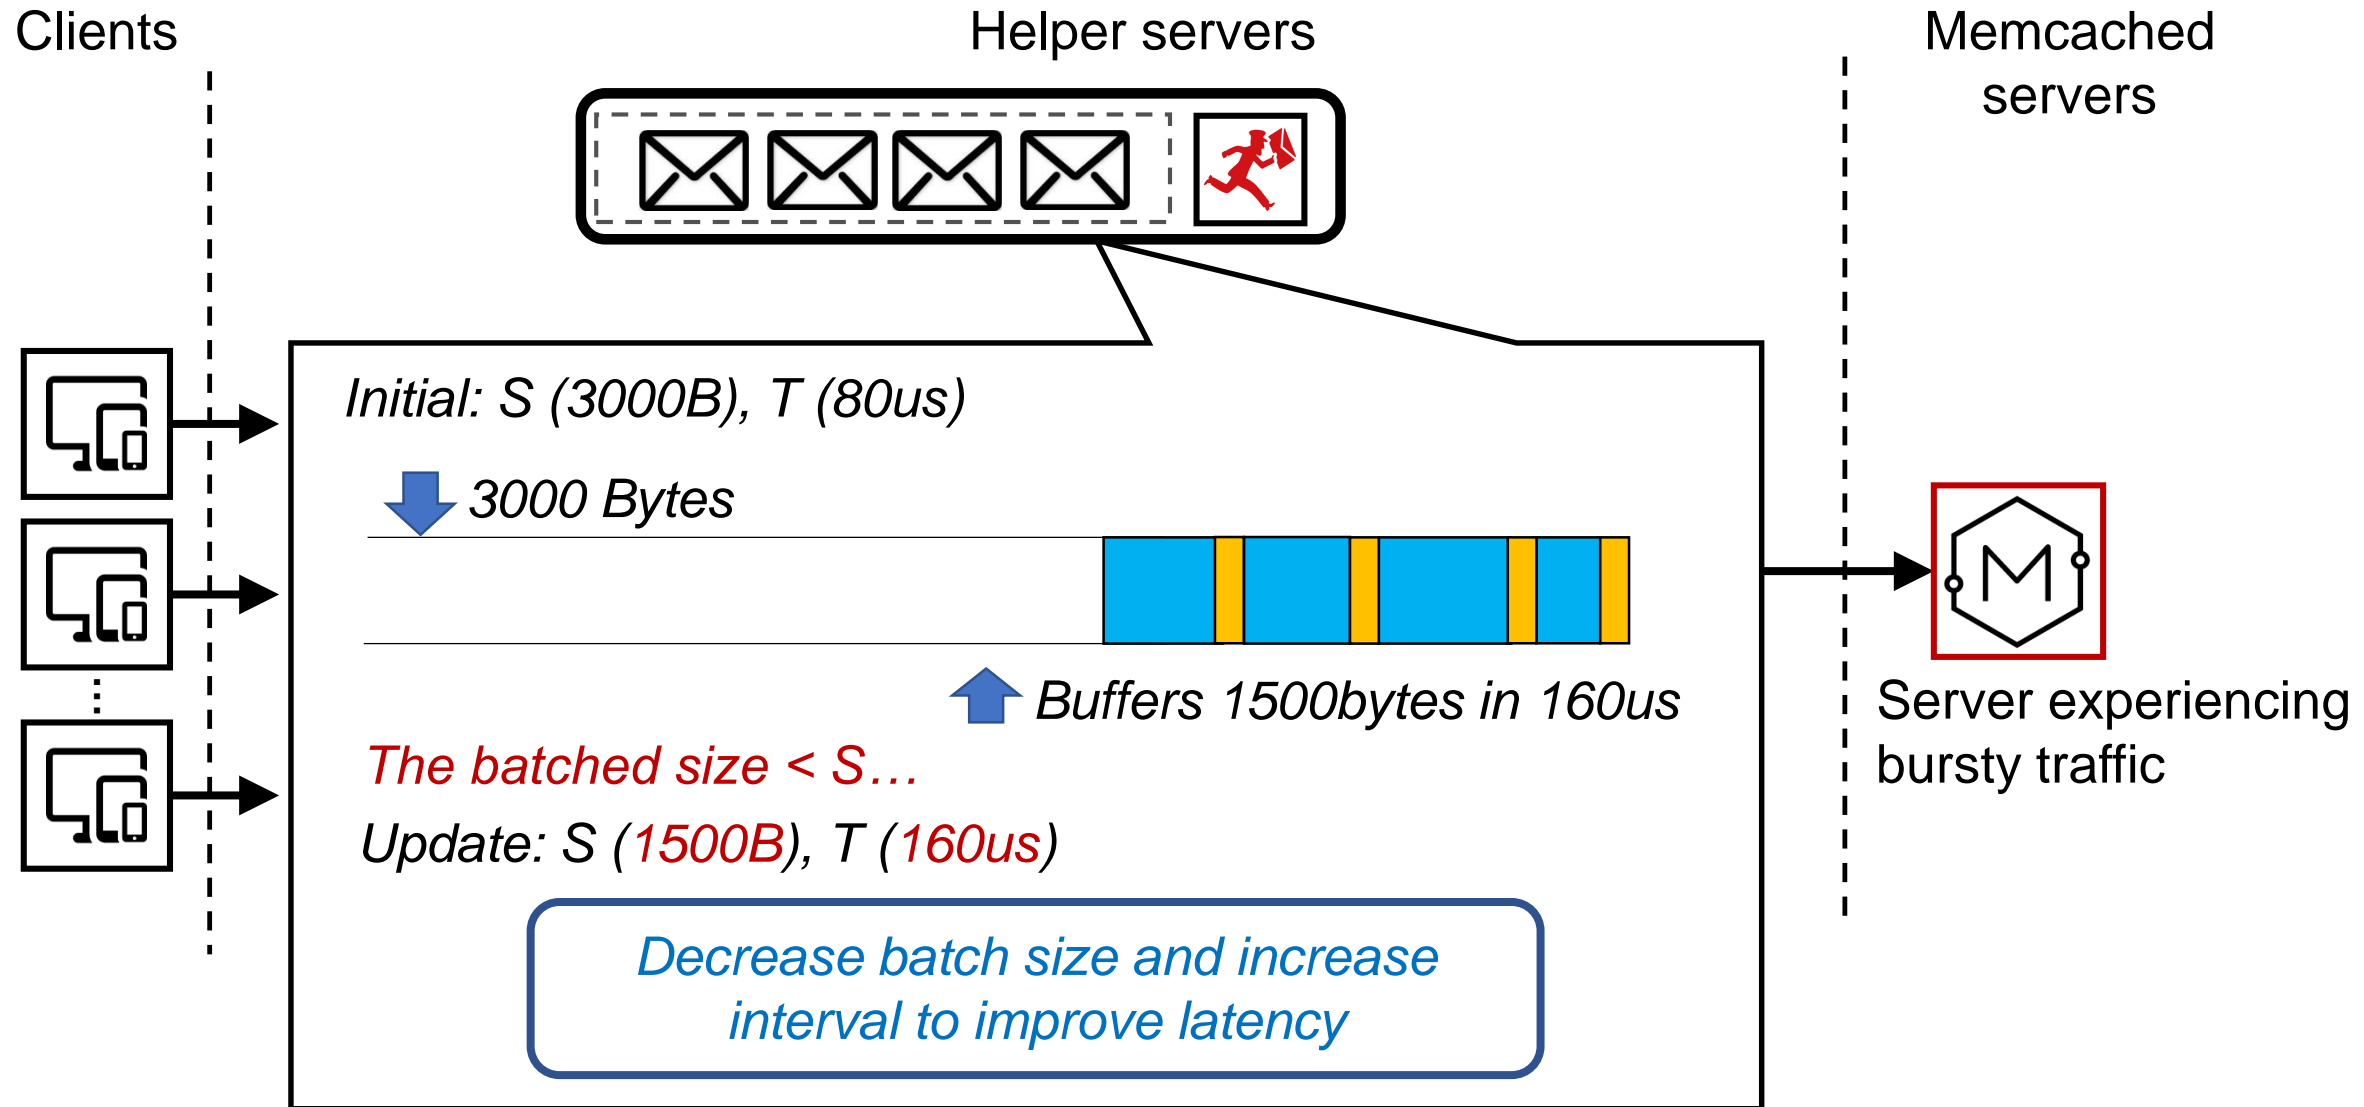 Clients
Helper servers
Memcached
servers
Initial: S (3000B), T (80us)
3000 Bytes
Buffers 1500bytes in 160us
The batched size < S…
Update: S (1500B), T (160us)
Decrease batch size and increase
interval to improve latency
M
Server experiencing
bursty traffic